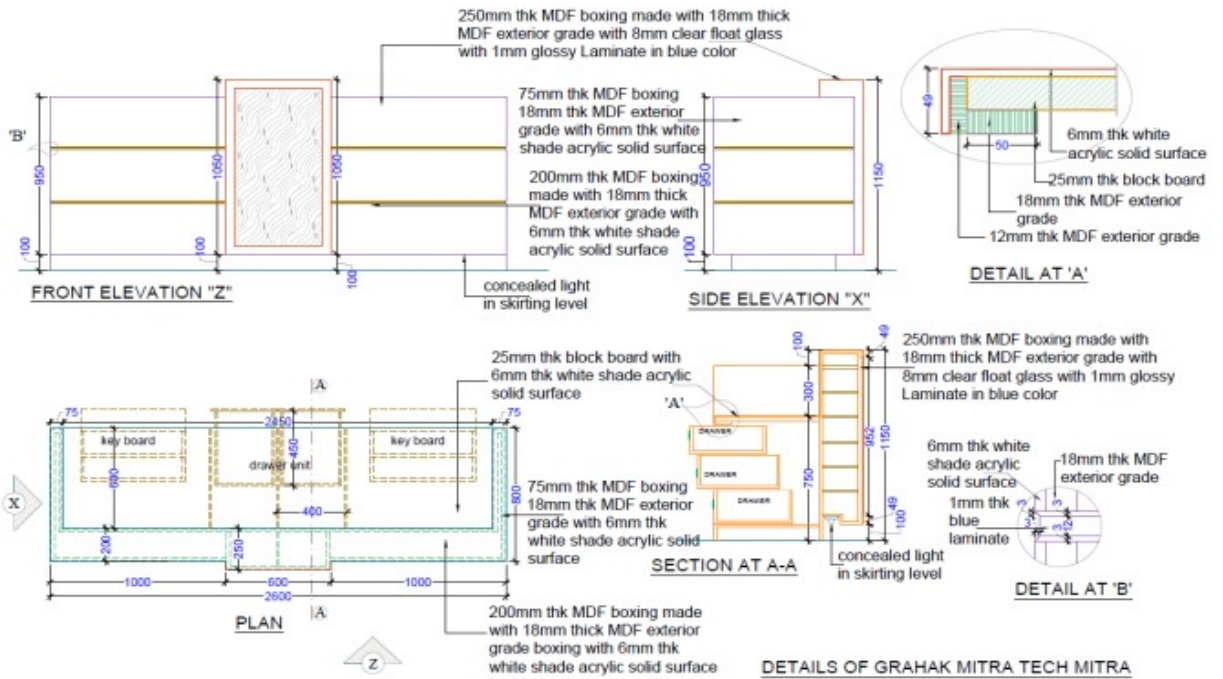 250mm thk MDF boxing made with 18mm thick
MDF exterior grade with 8mm clear float glass
with 1mm glossy Laminate in blue color
75mm thk MDF boxing
18mm thk MDF exterior
grade with 6mm thk white
shade acrylic solid surface
200mm thk MDF boxing
made with 18mm thick
MDF exterior grade with
6mm thk white shade
acrylic solid surface
'B'
950
100
1050
100
1050
100
concealed light
in skirting level
FRONT ELEVATION "Z"
950
100
1150
SIDE ELEVATION "X"
49
50
6mm thk white
acrylic solid surface
25mm thk block board
18mm thk MDF exterior
grade
12mm thk MDF exterior grade
DETAIL AT 'A'
25mm thk block board with
6mm thk white shade acrylic
solid surface
A
75
2450
75
key board
drawer unit
key board
450
600
400
800
200
250
X
1000
600
1000
2600
A
PLAN
Z
75mm thk MDF boxing
18mm thk MDF exterior
grade with 6mm thk
white shade acrylic solid
surface
200mm thk MDF boxing made
with 18mm thick MDF exterior
grade boxing with 6mm thk
white shade acrylic solid surface
100
300
750
'A'
DRAWER
DRAWER
DRAWER
49
952
1150
49
100
concealed light
in skirting level
SECTION AT A-A
250mm thk MDF boxing made with
18mm thick MDF exterior grade with
8mm clear float glass with 1mm glossy
Laminate in blue color
6mm thk white
shade acrylic
solid surface
18mm thk MDF
exterior grade
1mm thk
blue
laminate
3
3
3
3
12
DETAIL AT 'B'
DETAILS OF GRAHAK MITRA TECH MITRA